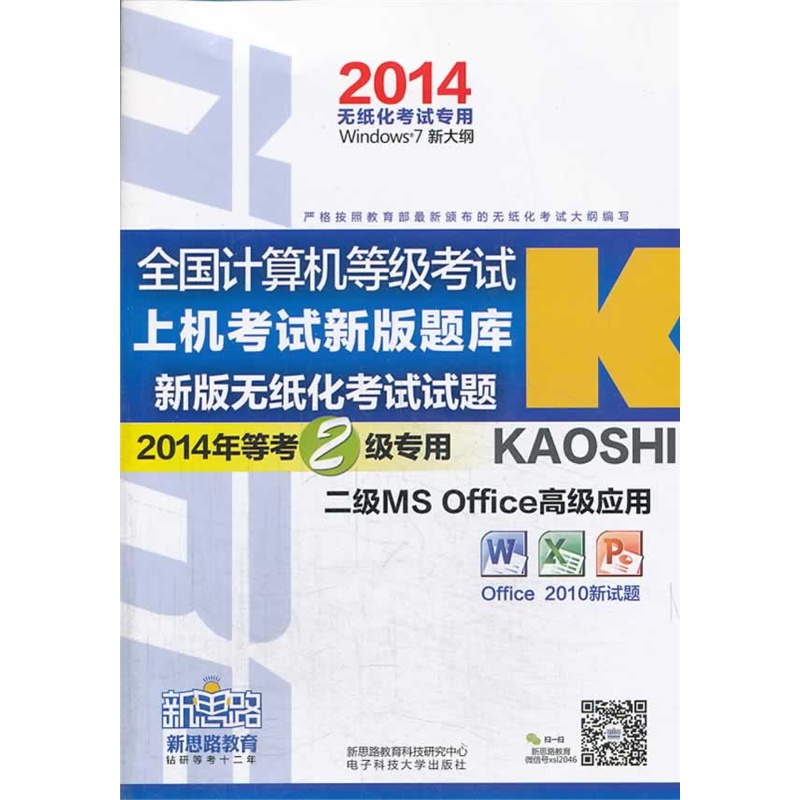 2014
无纸化考试专用
Windows®7 新大纲
严格按照教育部最新颁布的无纸化考试大纲编写
全国计算机等级考试
上机考试新版题库
新版无纸化考试试题
K
2014年等考2级专用
KAOSHI
二级MS Office高级应用
W X P
Office 2010新试题
新思路
新思路教育
钻研等考十二年
新思路教育科技研究中心
电子科技大学出版社
扫一扫
新思路教育
微信号xsl2046